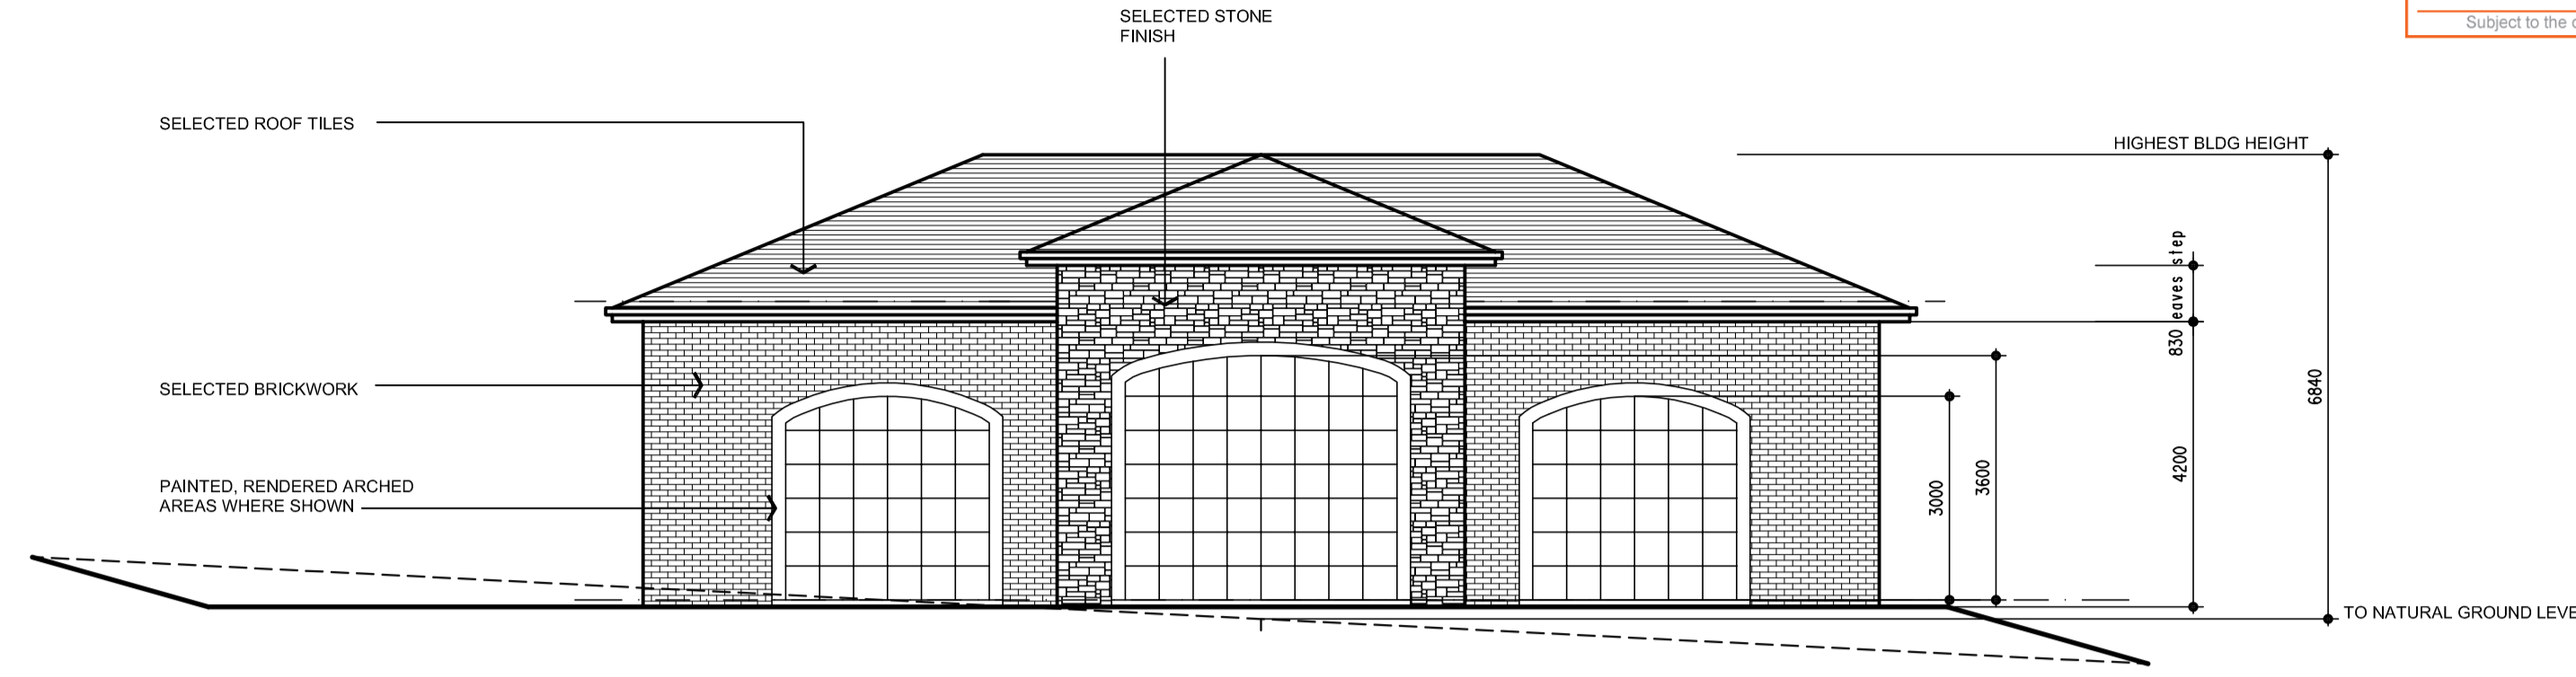 SELECTED STONE
FINISH
Subject to the
SELECTED ROOF TILES
HIGHEST BLDG HEIGHT
830 eaves step
6840
SELECTED BRICKWORK
4200
3600
3000
PAINTED, RENDERED ARCHED
AREAS WHERE SHOWN
TO NATURAL GROUND LEVE